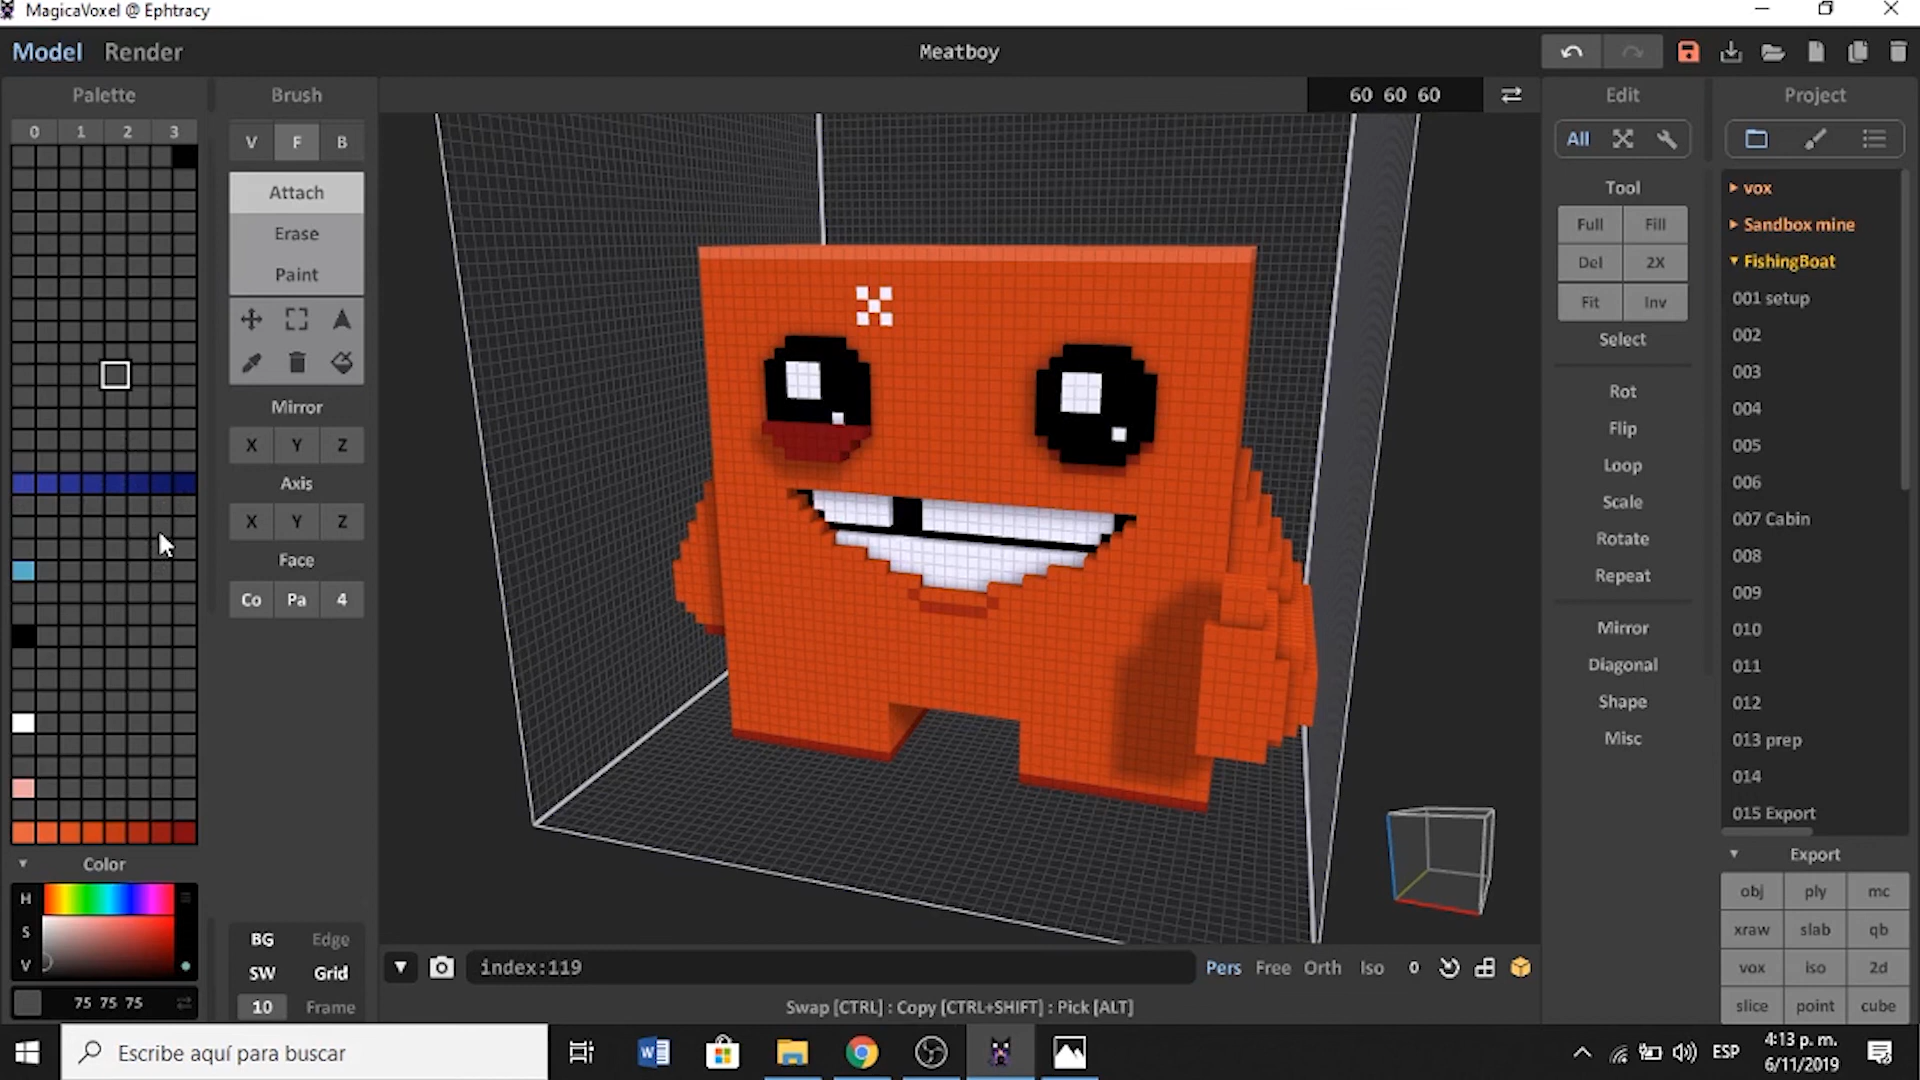 MagicaVoxel @ Ephtracy
Model Render
Meatboy
Palette
0 1 2 3
Color
H
S
V
75 75 75
Brush
V F B
Attach
Erase
Paint
Mirror
X Y Z
Axis
X Y Z
Face
Co Pa 4
BG Edge
SW Grid
10 Frame
60 60 60
index:119
Pers Free Orth Iso 0
Swap [CTRL] : Copy [CTRL+SHIFT] : Pick [ALT]
Edit
All
Tool
Full Fill
Del 2X
Fit Inv
Select
Rot
Flip
Loop
Scale
Rotate
Repeat
Mirror
Diagonal
Shape
Misc
Project
vox
Sandbox mine
FishingBoat
001 setup
002
003
004
005
006
007 Cabin
008
009
010
011
012
013 prep
014
015 Export
Export
obj ply mc
xraw slab qb
vox iso 2d
slice point cube
Escribe aquí para buscar
ESP
4:13 p. m.
6/11/2019